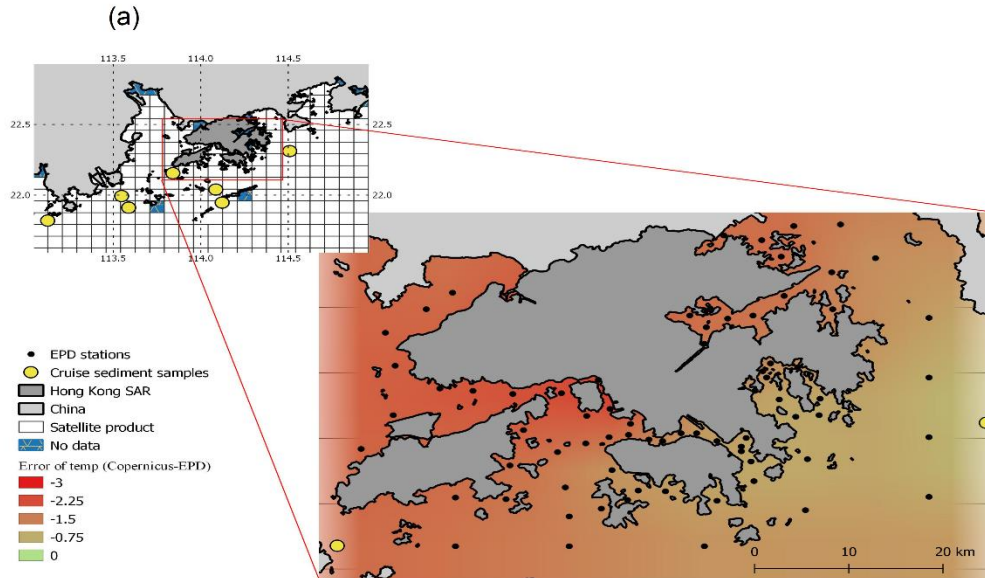 (a)
113.5 114.0 114.5
22.5 22.5
22.0 22.0
113.5 114.0 114.5
EPD stations
Cruise sediment samples
Hong Kong SAR
China
Satellite product
No data
Error of temp (Copernicus-EPD)
-3
-2.25
-1.5
-0.75
0
0 10 20 km